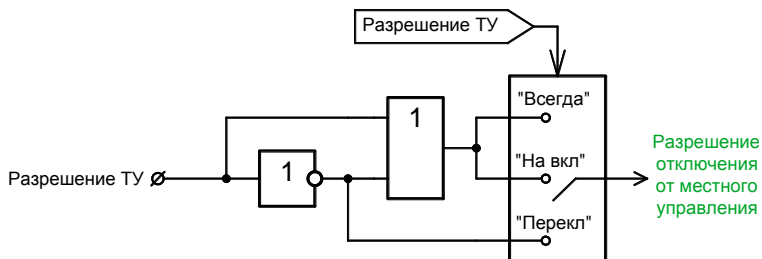 Разрешение ТУ
"Всегда"
1
"На вкл"
1
Разрешение ТУ
Разрешение
отключения
от местного
управления
"Перекл"